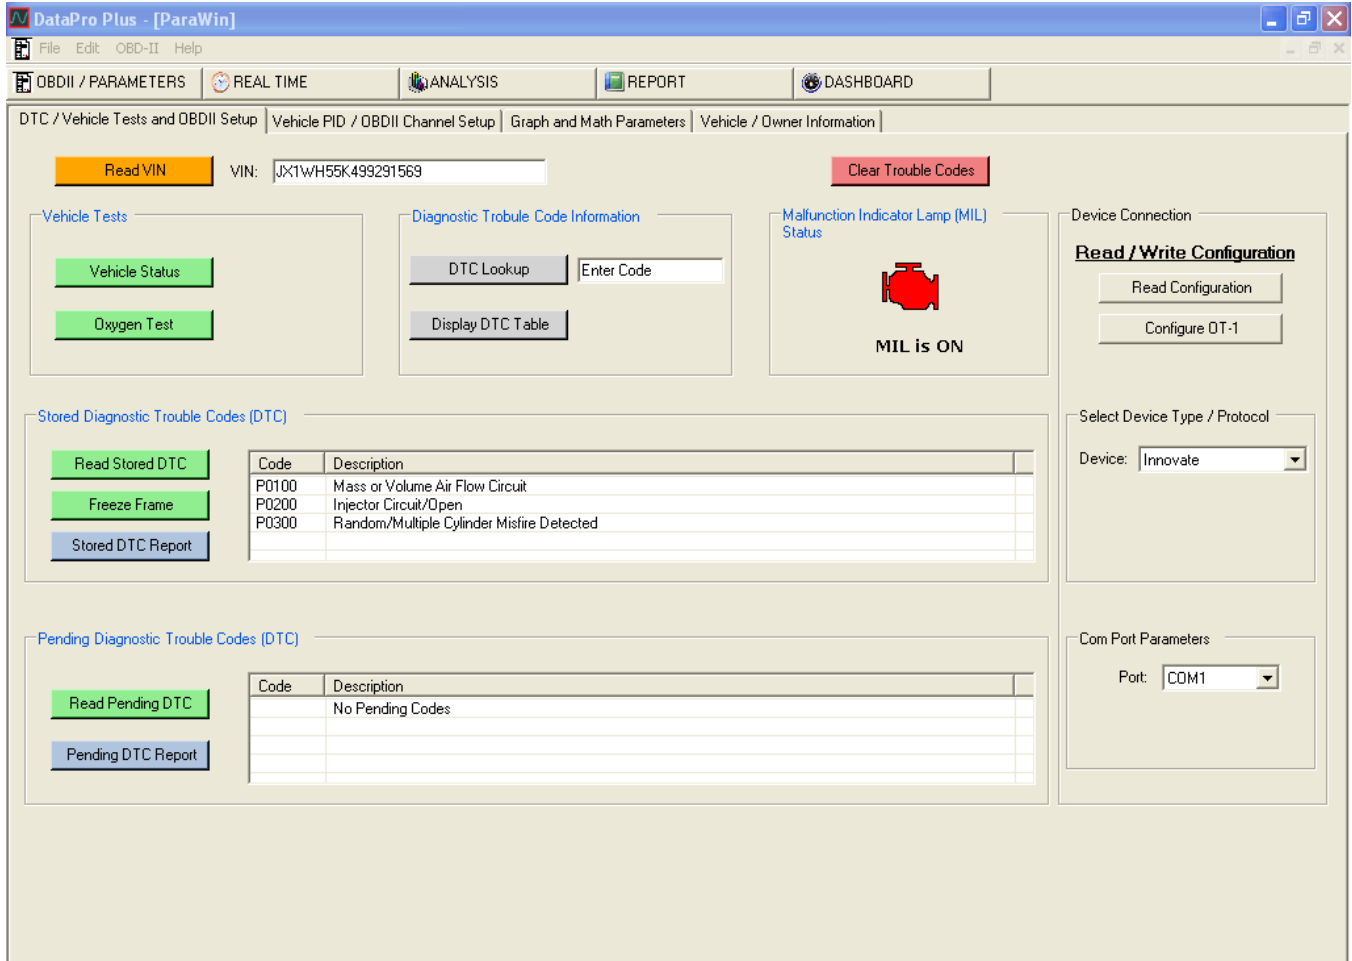 DataPro Plus - [ParaWin]
File Edit OBD-II Help
OBDII / PARAMETERS REAL TIME ANALYSIS REPORT DASHBOARD
DTC / Vehicle Tests and OBDII Setup Vehicle PID / OBDII Channel Setup Graph and Math Parameters Vehicle / Owner Information
Read VIN VIN: JX1WH55K499291569 Clear Trouble Codes
Vehicle Tests
Vehicle Status
Oxygen Test
Diagnostic Trobule Code Information
DTC Lookup Enter Code
Display DTC Table
Malfunction Indicator Lamp (MIL)
Status
MIL is ON
Device Connection
Read / Write Configuration
Read Configuration
Configure OT-1
Stored Diagnostic Trouble Codes (DTC)
Read Stored DTC
Freeze Frame
Stored DTC Report
Code Description
P0100 Mass or Volume Air Flow Circuit
P0200 Injector Circuit/Open
P0300 Random/Multiple Cylinder Misfire Detected
Select Device Type / Protocol
Device: Innovate
Pending Diagnostic Trouble Codes (DTC)
Read Pending DTC
Pending DTC Report
Code Description
No Pending Codes
Com Port Parameters
Port: COM1